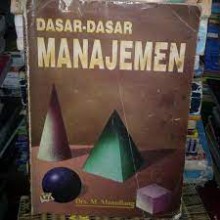 DASAR-DASAR
MANAJEMEN
Drs. M. Manullang